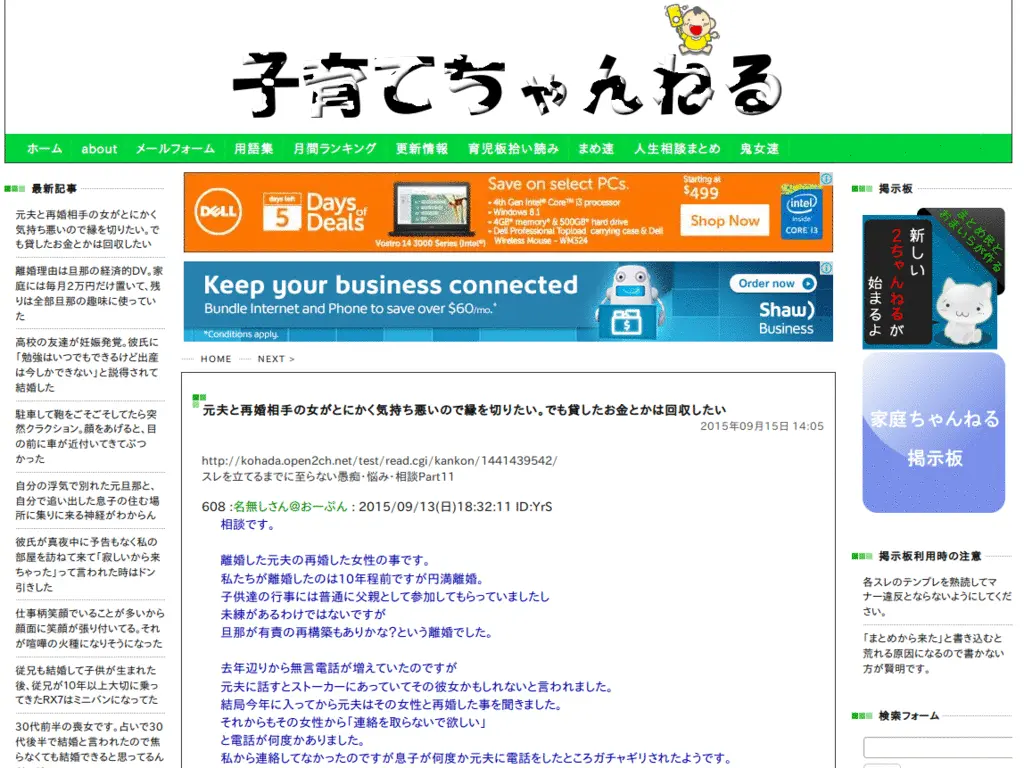 子育てちゃんねる
ホーム about メールフォーム 用語集 月間ランキング 更新情報 育児板拾い読み まめ速 人生相談まとめ 鬼女速
最新記事
元夫と再婚相手の女がとにかく
気持ち悪いので縁を切りたい。で
も貸したお金とかは回収したい
離婚理由は旦那の経済的DV。家
庭には毎月2万円だけ置いて、残
りは全部旦那の趣味に使ってい
た
高校の友達が妊娠発覚。彼氏に
「勉強はいつでもできるけど出産
は今しかできない」と説得されて
結婚した
駐車して鞄をごそごそしてたら突
然クラクション。顔をあげると、目
の前に車が近付いてきてぶつ
かった
自分の浮気で別れた元旦那と、
自分で追い出した息子の住む場
所に集りに来る神経がわからん
彼氏が真夜中に予告もなく私の
部屋を訪ねて来て「寂しいから来
ちゃった」って言われた時はドン
引きした
仕事柄笑顔でいることが多いから
顔面に笑顔が張り付いてる。それ
が喧嘩の火種になりそうになった
従兄も結婚して子供が生まれた
後、従兄が10年以上大切に乗っ
てきたRX7はミニバンになってた
30代前半の喪女です。占いで30
代後半で結婚と言われたので焦
らなくても結婚できると思ってるん
DELL
days left
5
Days of
Deals
Vostro 14 3000 Series (Intel®)
Save on select PCs.
• 4th Gen Intel® Core™ i3 processor
• Windows 8.1
• 4GB* memory* & 500GB* hard drive
• Dell Professional Topload carrying case & Dell
Wireless Mouse - WM324
Starting at
$499
Shop Now
intel
inside
CORE i3
Keep your business connected
Bundle Internet and Phone to save over $60/mo.*
*Conditions apply.
Order now
Shaw)
Business
HOME NEXT >
元夫と再婚相手の女がとにかく気持ち悪いので縁を切りたい。でも貸したお金とかは回収したい
2015年09月15日 14:05
http://kohada.open2ch.net/test/read.cgi/kankon/1441439542/
スレを立てるまでに至らない愚痴・悩み・相談Part11
608 :名無しさん@おーぷん : 2015/09/13(日)18:32:11 ID:YrS
相談です。
離婚した元夫の再婚した女性の事です。
私たちが離婚したのは10年程前ですが円満離婚。
子供達の行事には普通に父親として参加してもらっていましたし
未練があるわけではないですが
旦那が有責の再構築もありかな?という離婚でした。
去年辺りから無言電話が増えていたのですが
元夫に話すとストーカーにあっていてその彼女かもしれないと言われました。
結局今年に入ってから元夫はその女性と再婚した事を聞きました。
それからもその女性から「連絡を取らないで欲しい」
と電話が何度かありました。
私から連絡してなかったのですが息子が何度か元夫に電話をしたところガチャギリされたようです。
掲示板
まとめ民と
おまいらが作る
新しい
2ちゃんねるが
始まるよ
家庭ちゃんねる
掲示板
掲示板利用時の注意
各スレのテンプレを熟読してマ
ナー違反とならないようにしてくだ
さい。
「まとめから来た」と書き込むと
荒れる原因になるので書かない
方が賢明です。
検索フォーム